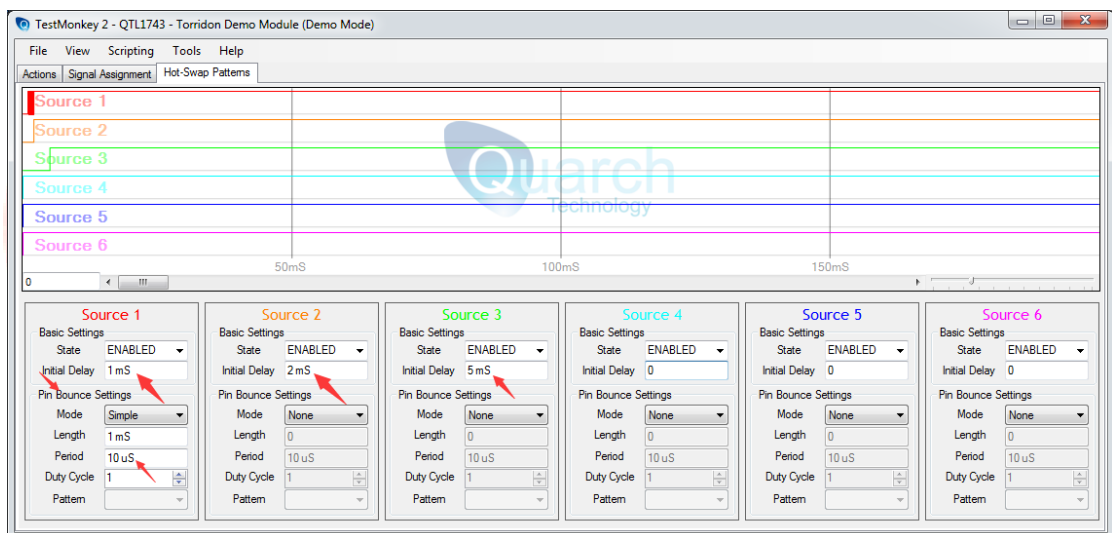 TestMonkey 2 - QTL1743 - Torridon Demo Module (Demo Mode)
File View Scripting Tools Help
Actions Signal Assignment Hot-Swap Patterns
Source 1
Source 2
Source 3
Source 4
Source 5
Source 6
Quarch
Technology
50mS 100mS 150mS
0
Source 1 Source 2 Source 3 Source 4 Source 5 Source 6
Basic Settings Basic Settings Basic Settings Basic Settings Basic Settings Basic Settings
State ENABLED State ENABLED State ENABLED State ENABLED State ENABLED State ENABLED
Initial Delay 1 mS Initial Delay 2 mS Initial Delay 5 mS Initial Delay 0 Initial Delay 0 Initial Delay 0
Pin Bounce Settings Pin Bounce Settings Pin Bounce Settings Pin Bounce Settings Pin Bounce Settings Pin Bounce Settings
Mode Simple Mode None Mode None Mode None Mode None Mode None
Length 1 mS Length 0 Length 0 Length 0 Length 0 Length 0
Period 10 uS Period 10 uS Period 10 uS Period 10 uS Period 10 uS Period 10 uS
Duty Cycle 1 Duty Cycle 1 Duty Cycle 1 Duty Cycle 1 Duty Cycle 1 Duty Cycle 1
Pattern Pattern Pattern Pattern Pattern Pattern